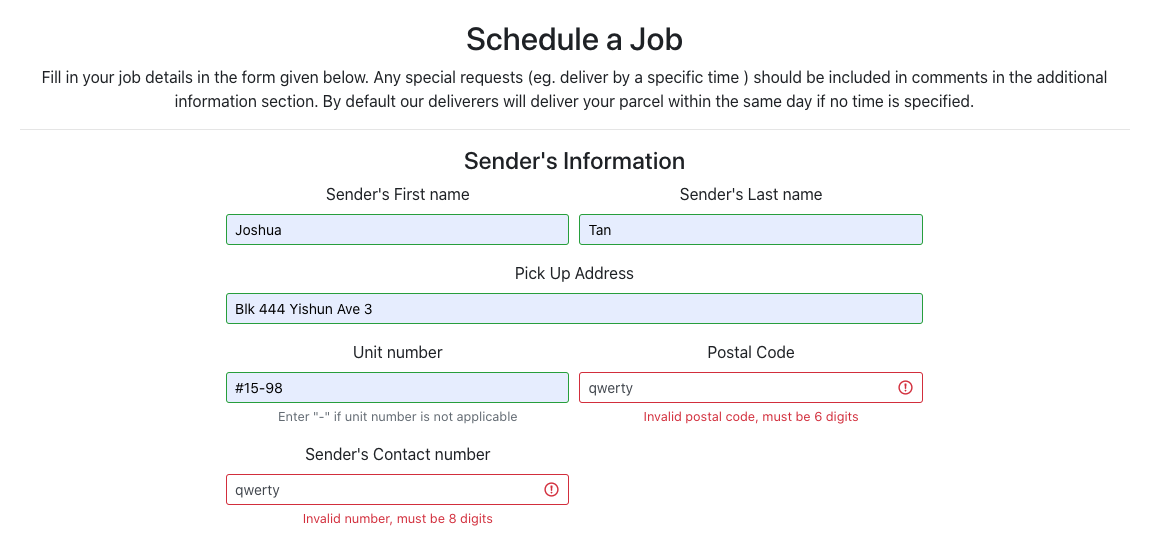 Schedule a Job
Fill in your job details in the form given below. Any special requests (eg. deliver by a specific time ) should be included in comments in the additional
information section. By default our deliverers will deliver your parcel within the same day if no time is specified.
Sender's Information
Sender's First name
Sender's Last name
Joshua
Tan
Pick Up Address
Blk 444 Yishun Ave 3
Unit number
Postal Code
#15-98
qwerty
Enter "-" if unit number is not applicable
Invalid postal code, must be 6 digits
Sender's Contact number
qwerty
Invalid number, must be 8 digits